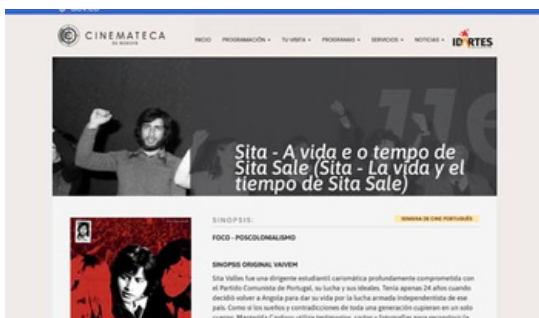 CINEMATECA
DE BOGOTÁ
INICIO PROGRAMACIÓN TU VISITA PROGRAMAS SERVICIOS NOTICIAS IDARTES
Sita - A vida e o tempo de
Sita Sale (Sita - La vida y el
tiempo de Sita Sale)
SINOPSIS:
SEMANA DE CINE PORTUGUÉS
FOCO - POSCOLONIALISMO
SINOPSIS ORIGINAL VAIVEM
Sita Valles fue una dirigente estudiantil carismática profundamente comprometida con
el Partido Comunista de Portugal, su lucha y sus ideales. Tenía apenas 24 años cuando
decidió volver a Angola para dar su vida por la lucha armada independentista de ese
país. Como si los sueños y contradicciones de toda una generación cupieran en un solo